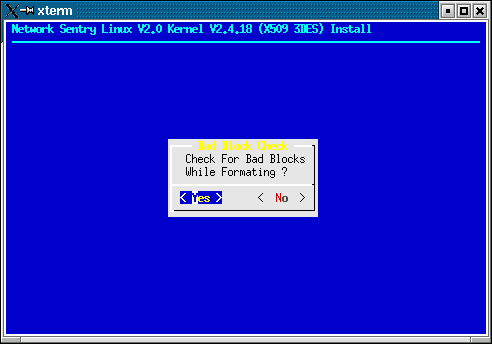 xterm
Network Sentry Linux V2.0 Kernel V2.4.18 (X509 3DES) Install
Bad Block Check
Check For Bad Blocks
While Formating ?
< Yes > < No >